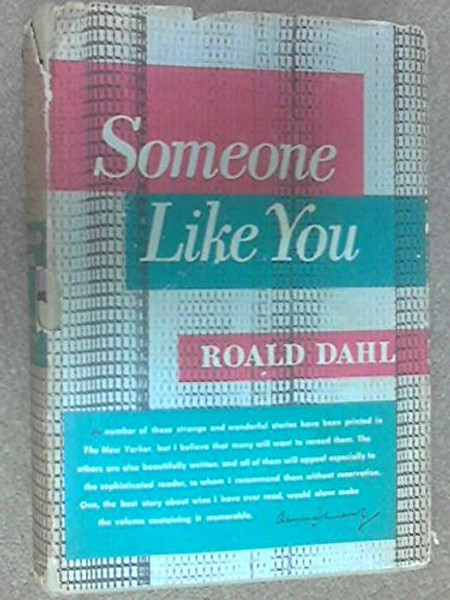 Someone
Like You
ROALD DAHL
A number of these strange and wonderful stories have been printed in
The New Yorker, but I believe that many will want to reread them. The
others are also beautifully written, and all of them will appeal especially to
the sophisticated reader, to whom I recommend them without reservation.
One, the best story about wine I have ever read, would alone make
the volume containing it memorable.